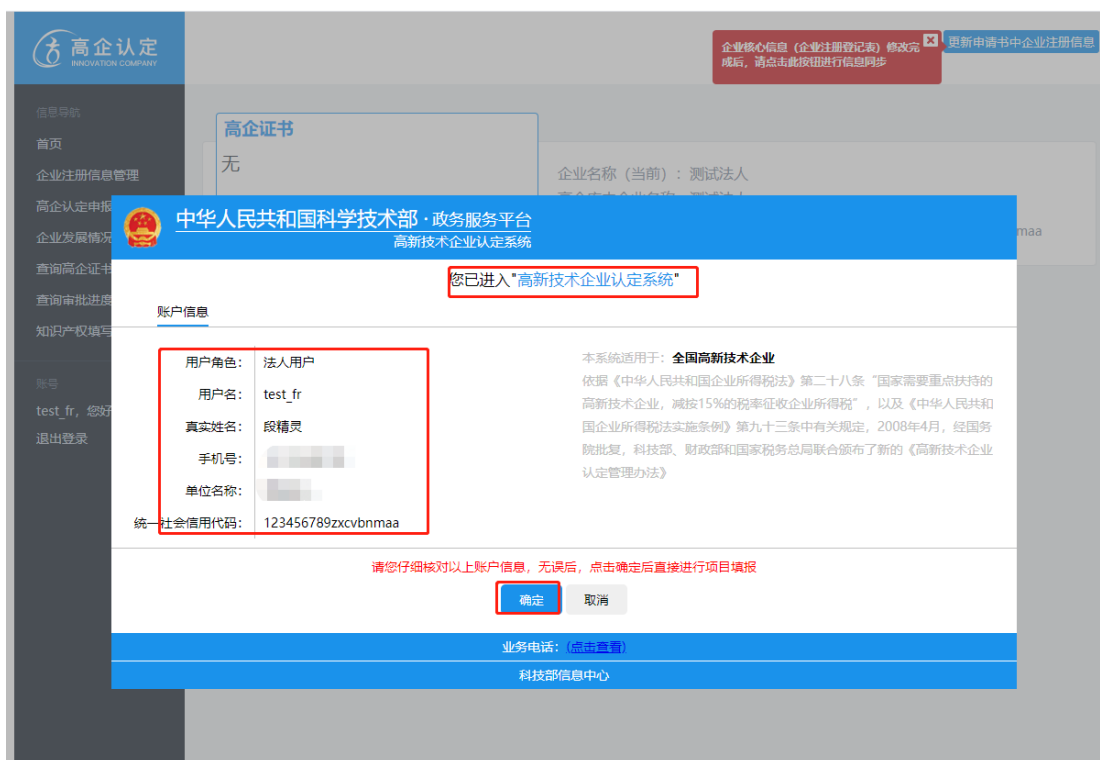 高企认定
INNOVATION COMPANY
企业核心信息（企业注册登记表）修改完
成后，请点击此按钮进行信息同步
更新申请书中企业注册信息
信息导航
首页
企业注册信息管理
高企认定申报
企业发展情况
查询高企证书
查询审批进度
知识产权填写
账号
test_fr，您好
退出登录
高企证书
无
企业名称（当前）：测试法人
maa
中华人民共和国科学技术部·政务服务平台
高新技术企业认定系统
您已进入"高新技术企业认定系统"
账户信息
用户角色： 法人用户
用户名： test_fr
真实姓名： 段精灵
手机号：
单位名称：
统一社会信用代码： 123456789zxcvbnmaa
本系统适用于：全国高新技术企业
依据《中华人民共和国企业所得税法》第二十八条“国家需要重点扶持的
高新技术企业，减按15%的税率征收企业所得税”，以及《中华人民共和
国企业所得税法实施条例》第九十三条中有关规定，2008年4月，经国务
院批复，科技部、财政部和国家税务总局联合颁布了新的《高新技术企业
认定管理办法》
请您仔细核对以上账户信息，无误后，点击确定后直接进行项目填报
确定 取消
业务电话：(点击查看)
科技部信息中心